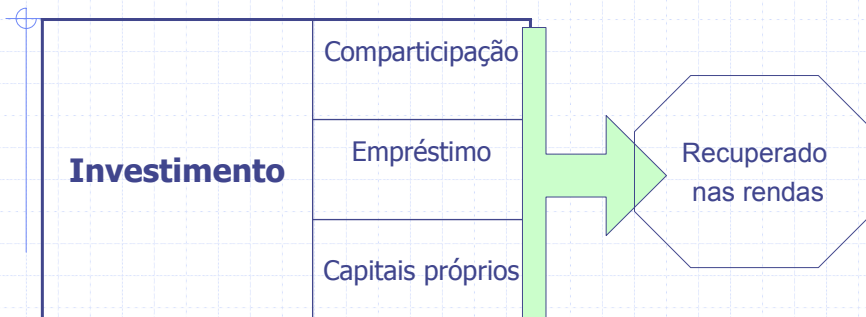 Comparticipação
Investimento
Empréstimo
Capitais próprios
Recuperado
nas rendas